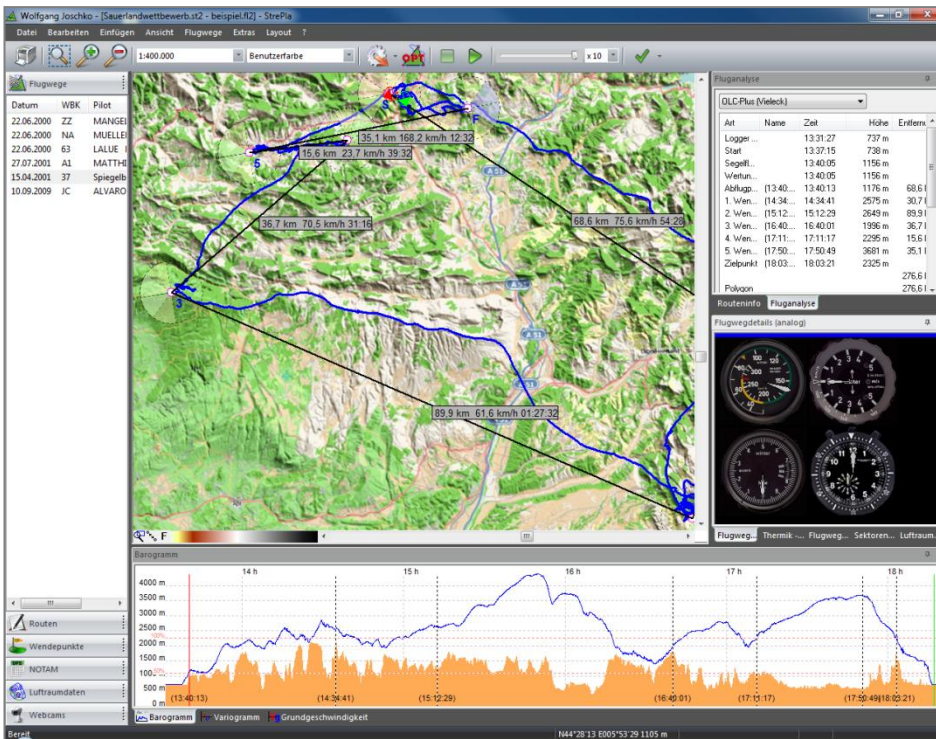 Wolfgang Joschko - [Sauerlandwettbewerb.st2 - beispiel.fl2] - StrePla
Datei Bearbeiten Einfügen Ansicht Flugwege Extras Layout ?
1:400.000 Benutzerfarbe OPT x 10
Flugwege
Datum WBK Pilot
22.06.2000 ZZ MANGEL
22.06.2000 NA MUELLE
22.06.2000 63 LALUE
27.07.2001 A1 MATTHI
15.04.2001 37 Spiegelb
10.09.2009 JC ALVARO
Routen
Wendepunkte
NOTAM
Luftraumdaten
Webcams
S
F
5
3
35,1 km 168,2 km/h 12:32
15,6 km 23,7 km/h 39:32
36,7 km 70,5 km/h 31:16
68,6 km 75,6 km/h 54:28
89,9 km 61,6 km/h 01:27:32
A 51
A 51
A 51
F
Fluganalyse
OLC-Plus (Vieleck)
Art Name Zeit Höhe Entfernu
Logger ... 13:31:27 737 m
Start 13:37:15 738 m
Segelfl... 13:40:05 1156 m
Wertun... 13:40:05 1156 m
Abflugp... (13:40:... 13:40:13 1176 m 68,6
1. Wen... (14:34:... 14:34:41 2575 m 30,7
2. Wen... (15:12:... 15:12:29 2649 m 89,9
3. Wen... (16:40:... 16:40:01 1996 m 36,7
4. Wen... (17:11:... 17:11:17 2295 m 15,6
5. Wen... (17:50:... 17:50:49 3681 m 35,1
Zielpunkt (18:03:... 18:03:21 2325 m
276,6
Polygon 276,6
Routeninfo Fluganalyse
Flugwegdetails (analog)
Flugweg... Thermik -... Flugweg... Sektoren... Luftraum...
Barogramm
14 h 15 h 16 h 17 h 18 h
4000 m
3500 m
3000 m
2500 m
2000 m
1500 m
1000 m
500 m
(13:40:13) (14:34:41) (15:12:29) (16:40:01) (17:11:17) (17:50:49) (18:03:21)
Barogramm Variogramm Grundgeschwindigkeit
Bereit N44°28'13 E005°53'29 1105 m